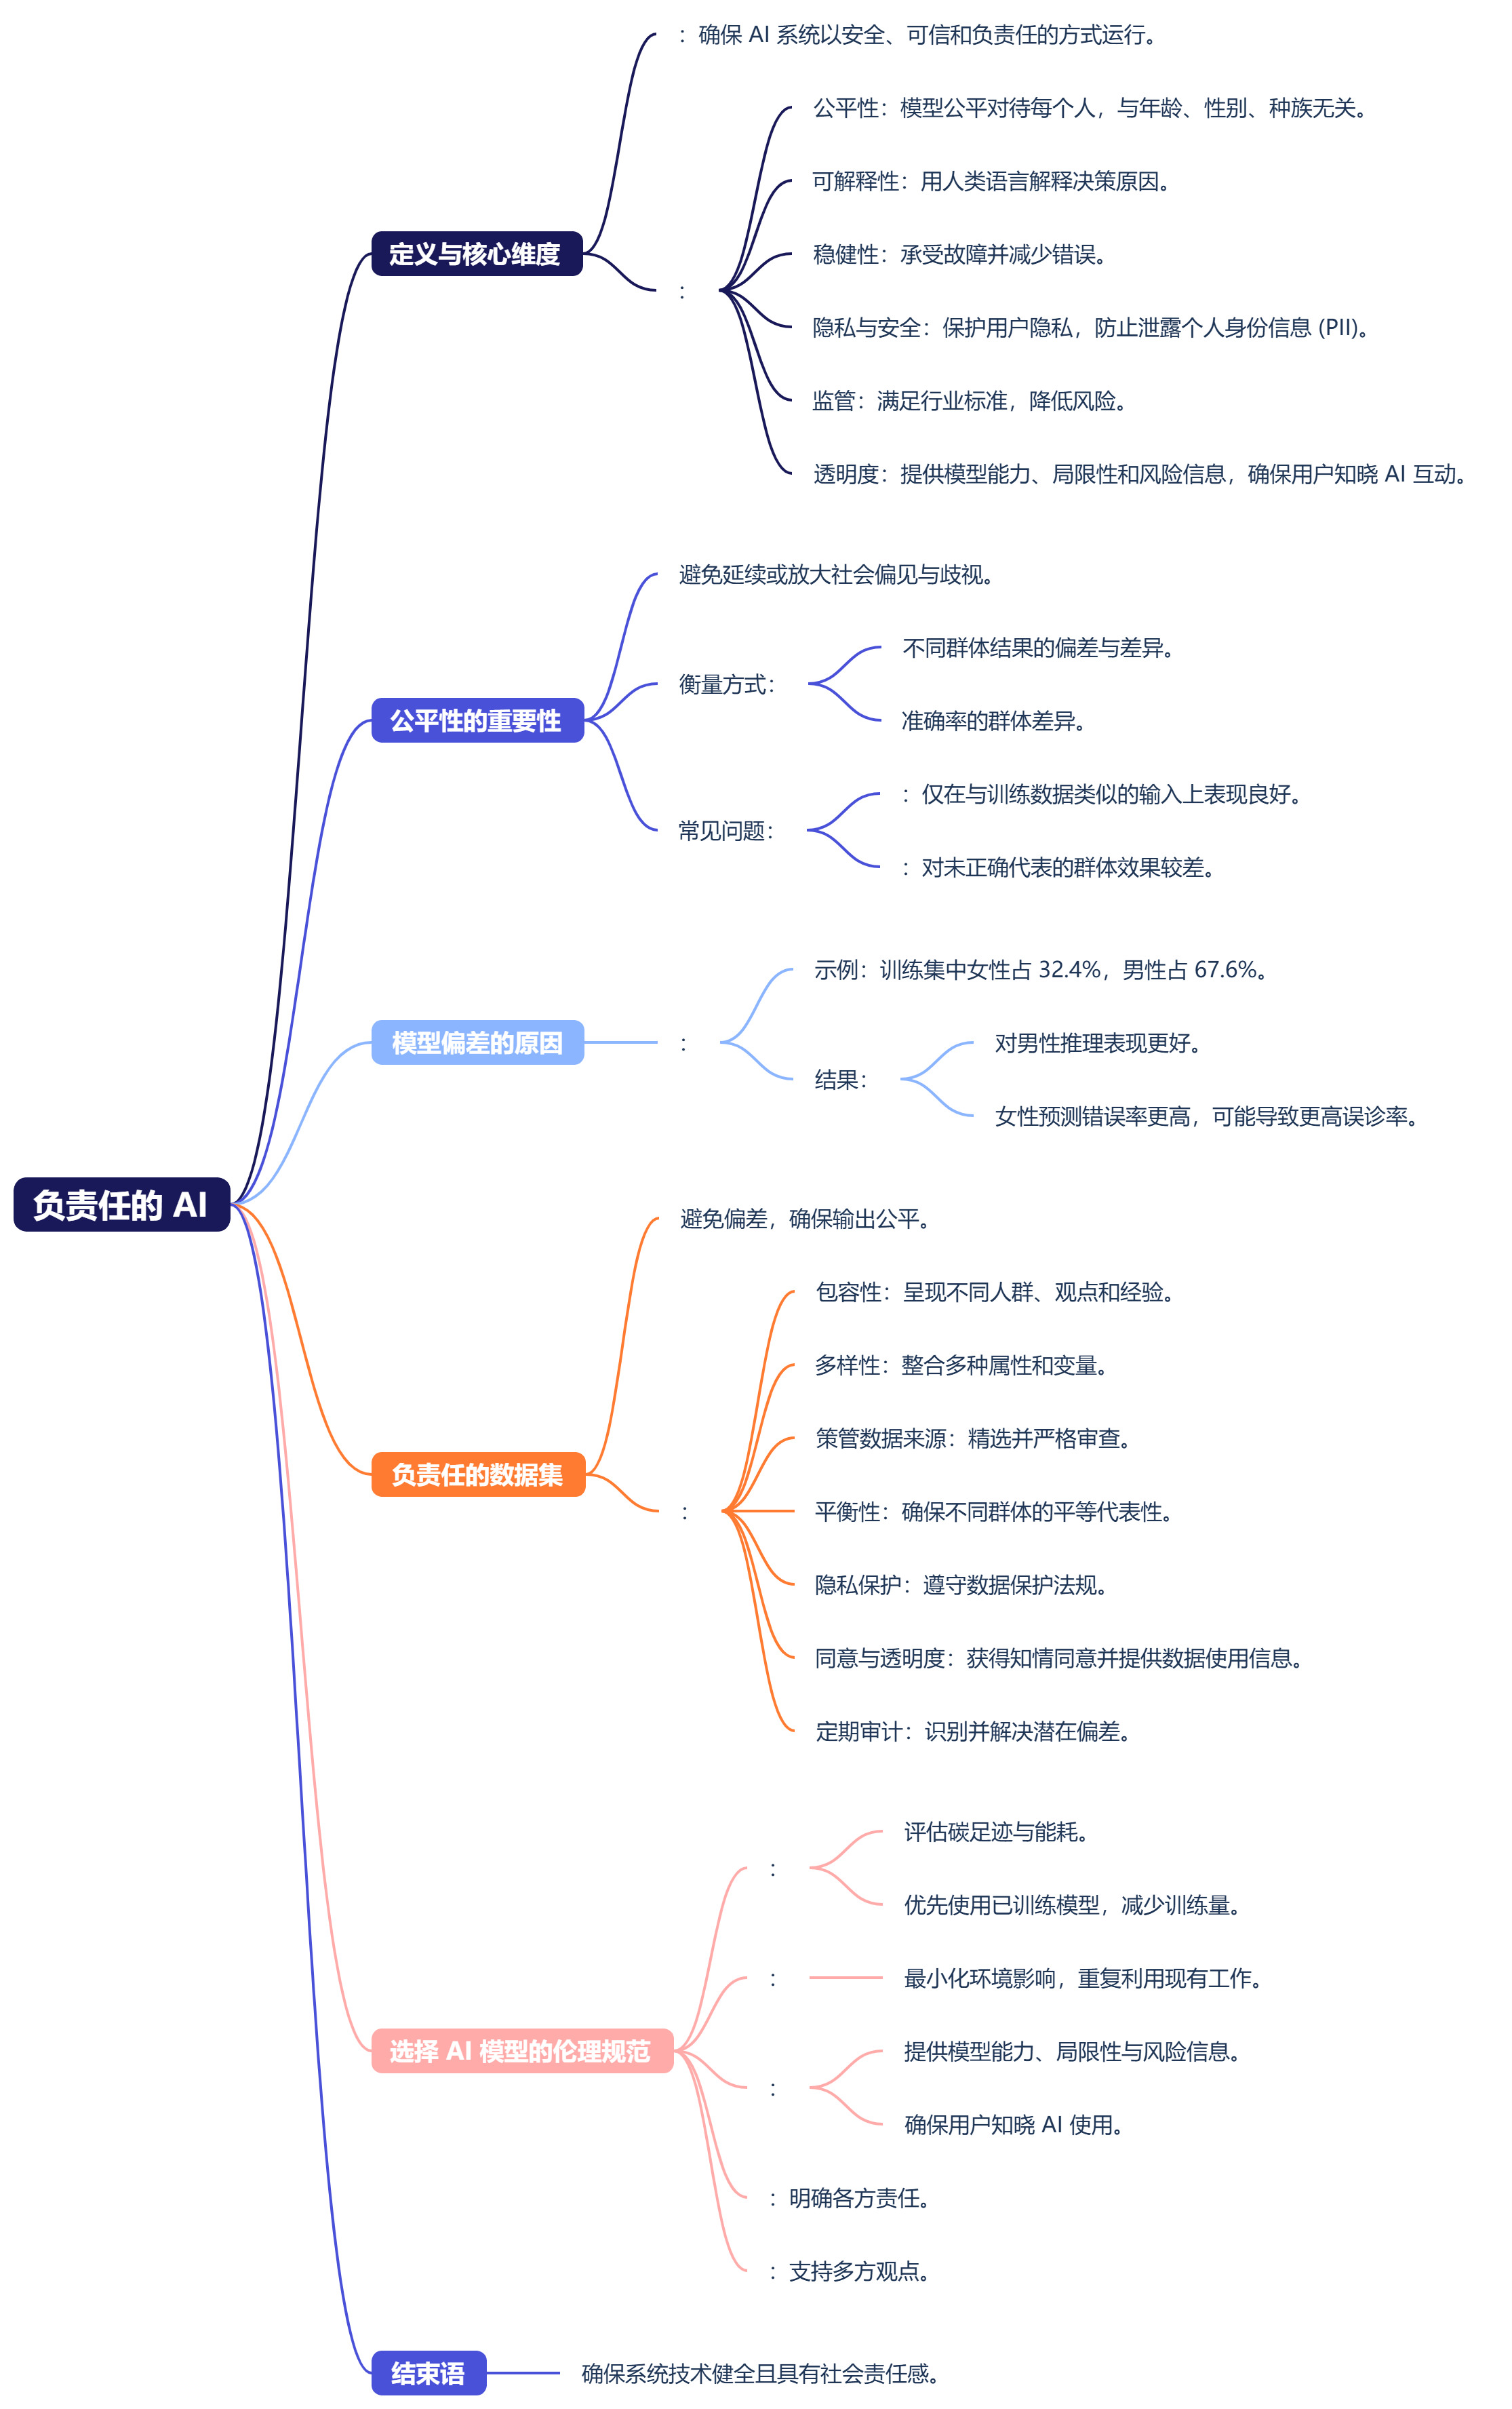 负责任的 AI
定义与核心维度
：确保 AI 系统以安全、可信和负责任的方式运行。
：
公平性：模型公平对待每个人，与年龄、性别、种族无关。
可解释性：用人类语言解释决策原因。
稳健性：承受故障并减少错误。
隐私与安全：保护用户隐私，防止泄露个人身份信息 (PII)。
监管：满足行业标准，降低风险。
透明度：提供模型能力、局限性和风险信息，确保用户知晓 AI 互动。
公平性的重要性
避免延续或放大社会偏见与歧视。
衡量方式：
不同群体结果的偏差与差异。
准确率的群体差异。
常见问题：
：仅在与训练数据类似的输入上表现良好。
：对未正确代表的群体效果较差。
模型偏差的原因
：
示例：训练集中女性占 32.4%，男性占 67.6%。
结果：
对男性推理表现更好。
女性预测错误率更高，可能导致更高误诊率。
负责任的数据集
避免偏差，确保输出公平。
：
包容性：呈现不同人群、观点和经验。
多样性：整合多种属性和变量。
策管数据来源：精选并严格审查。
平衡性：确保不同群体的平等代表性。
隐私保护：遵守数据保护法规。
同意与透明度：获得知情同意并提供数据使用信息。
定期审计：识别并解决潜在偏差。
选择 AI 模型的伦理规范
：
评估碳足迹与能耗。
优先使用已训练模型，减少训练量。
：
最小化环境影响，重复利用现有工作。
：
提供模型能力、局限性与风险信息。
确保用户知晓 AI 使用。
：明确各方责任。
：支持多方观点。
结束语
确保系统技术健全且具有社会责任感。